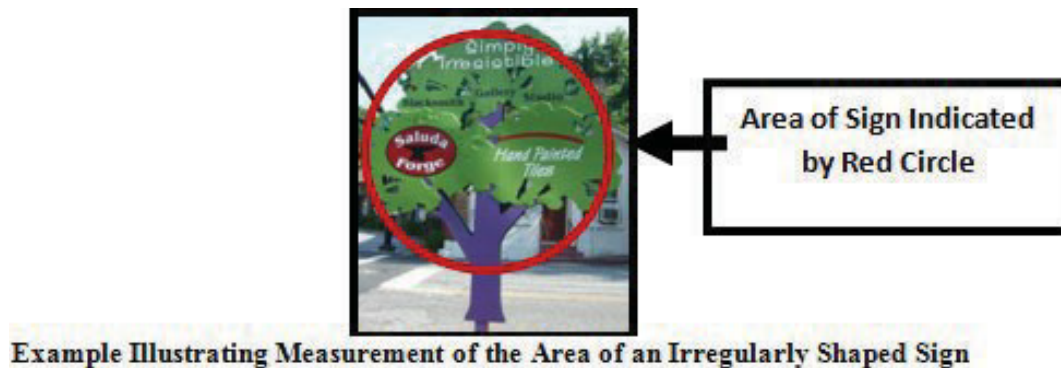 Simply
Irresistible
Blacksmith Gallery Studio
Saluda
Forge
Hand Painted
Tiles
Area of Sign Indicated
by Red Circle
Example Illustrating Measurement of the Area of an Irregularly Shaped Sign